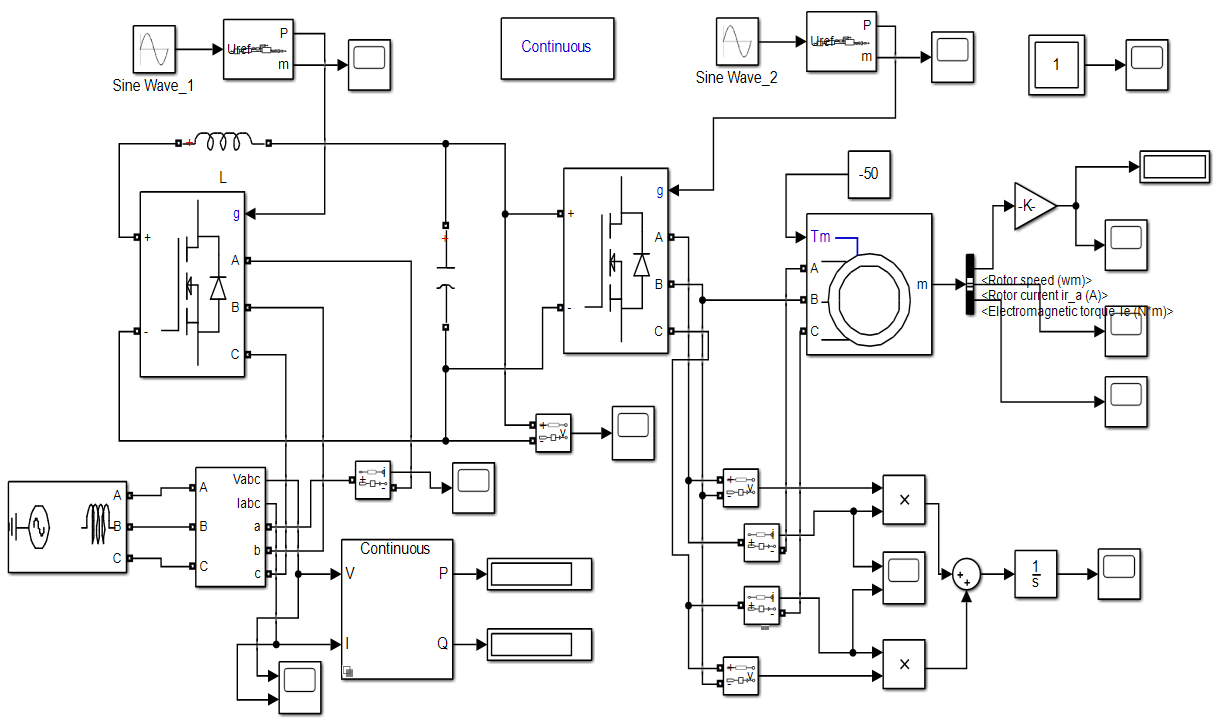 Uref
P
m
Sine Wave_1
Continuous
Uref
P
m
Sine Wave_2
1
L
g
+
-
A
B
C
+
g
+
-
A
B
C
-50
Tm
A
B
C
m
-K-
<Rotor speed (wm)>
<Rotor current ir_a (A)>
<Electromagnetic torque Te (N*m)>
+
-
v
A
B
C
A
B
C
Vabc
Iabc
a
b
c
+
i
-
Continuous
V
I
P
Q
+
-
v
+
i
-
+
i
-
+
-
v
×
×
+
+
1
s